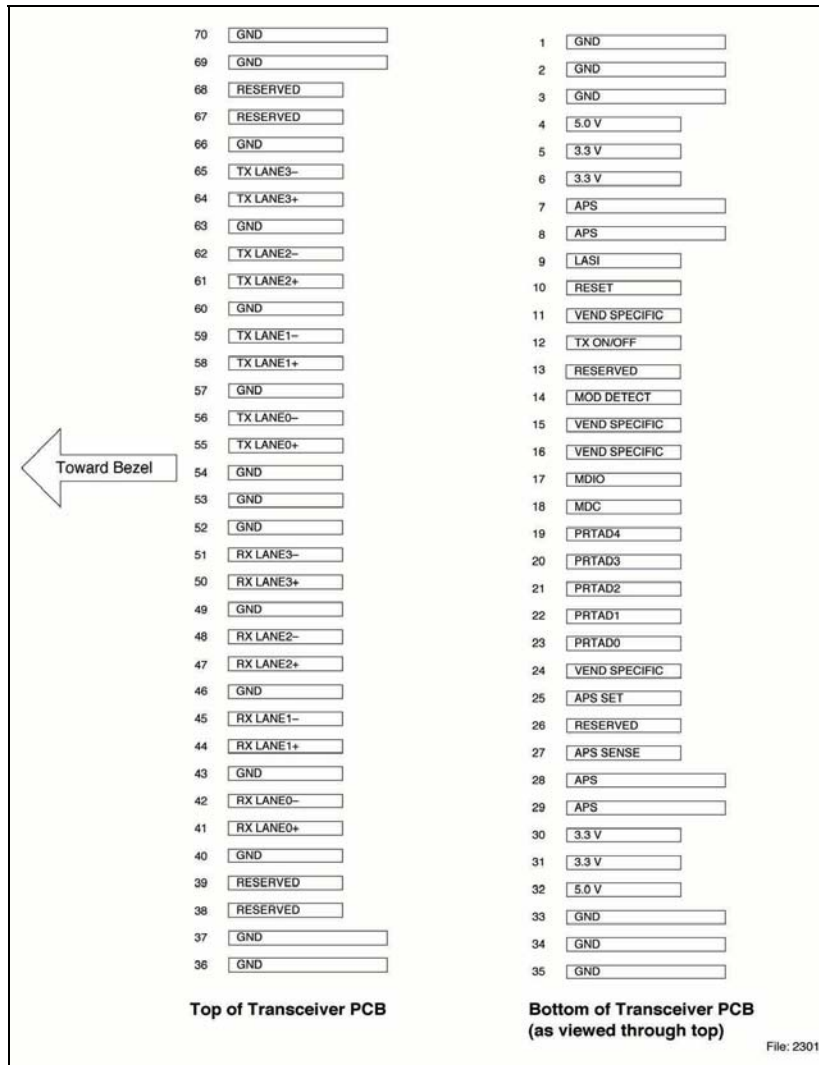 70 GND
69 GND
68 RESERVED
67 RESERVED
66 GND
65 TX LANE3–
64 TX LANE3+
63 GND
62 TX LANE2–
61 TX LANE2+
60 GND
59 TX LANE1–
58 TX LANE1+
57 GND
56 TX LANE0–
55 TX LANE0+
54 GND
53 GND
52 GND
51 RX LANE3–
50 RX LANE3+
49 GND
48 RX LANE2–
47 RX LANE2+
46 GND
45 RX LANE1–
44 RX LANE1+
43 GND
42 RX LANE0–
41 RX LANE0+
40 GND
39 RESERVED
38 RESERVED
37 GND
36 GND
Toward Bezel
Top of Transceiver PCB
1 GND
2 GND
3 GND
4 5.0 V
5 3.3 V
6 3.3 V
7 APS
8 APS
9 LASI
10 RESET
11 VEND SPECIFIC
12 TX ON/OFF
13 RESERVED
14 MOD DETECT
15 VEND SPECIFIC
16 VEND SPECIFIC
17 MDIO
18 MDC
19 PRTAD4
20 PRTAD3
21 PRTAD2
22 PRTAD1
23 PRTAD0
24 VEND SPECIFIC
25 APS SET
26 RESERVED
27 APS SENSE
28 APS
29 APS
30 3.3 V
31 3.3 V
32 5.0 V
33 GND
34 GND
35 GND
Bottom of Transceiver PCB
(as viewed through top)
File: 2301